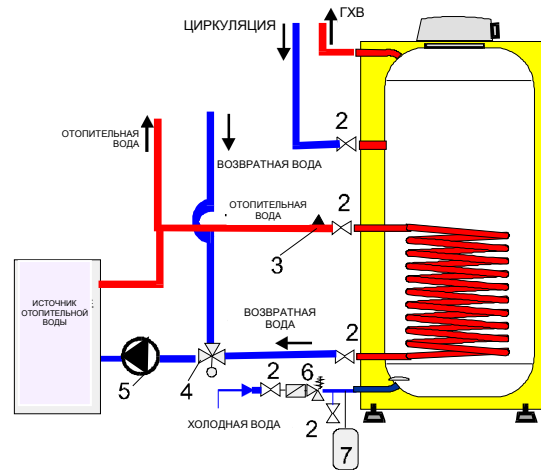 ЦИРКУЛЯЦИЯ
ГХВ
2
ОТОПИТЕЛЬНАЯ
ВОДА
ВОЗВРАТНАЯ ВОДА
ОТОПИТЕЛЬНАЯ
ВОДА
2
3
ИСТОЧНИК
ОТОПИТЕЛЬНОЙ
ВОДЫ
ВОЗВРАТНАЯ
ВОДА
2
5
4
2
6
ХОЛОДНАЯ ВОДА
2
7